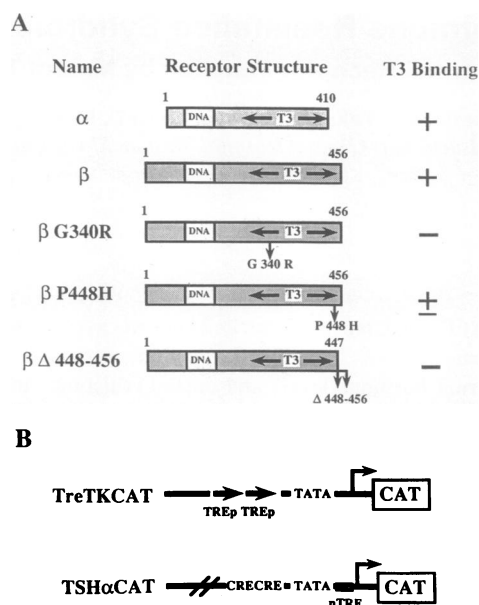 A
Name Receptor Structure T3 Binding
1 410
α DNA T3 +
1 456
β DNA T3 +
1 456
β G340R DNA T3 −
G 340 R
1 456
β P448H DNA T3 ±
P 448 H
1 447
β Δ 448-456 DNA T3 −
Δ 448-456
B
TreTKCAT TATA CAT
TREp TREp
TSHαCAT CRECRE TATA CAT
nTRE